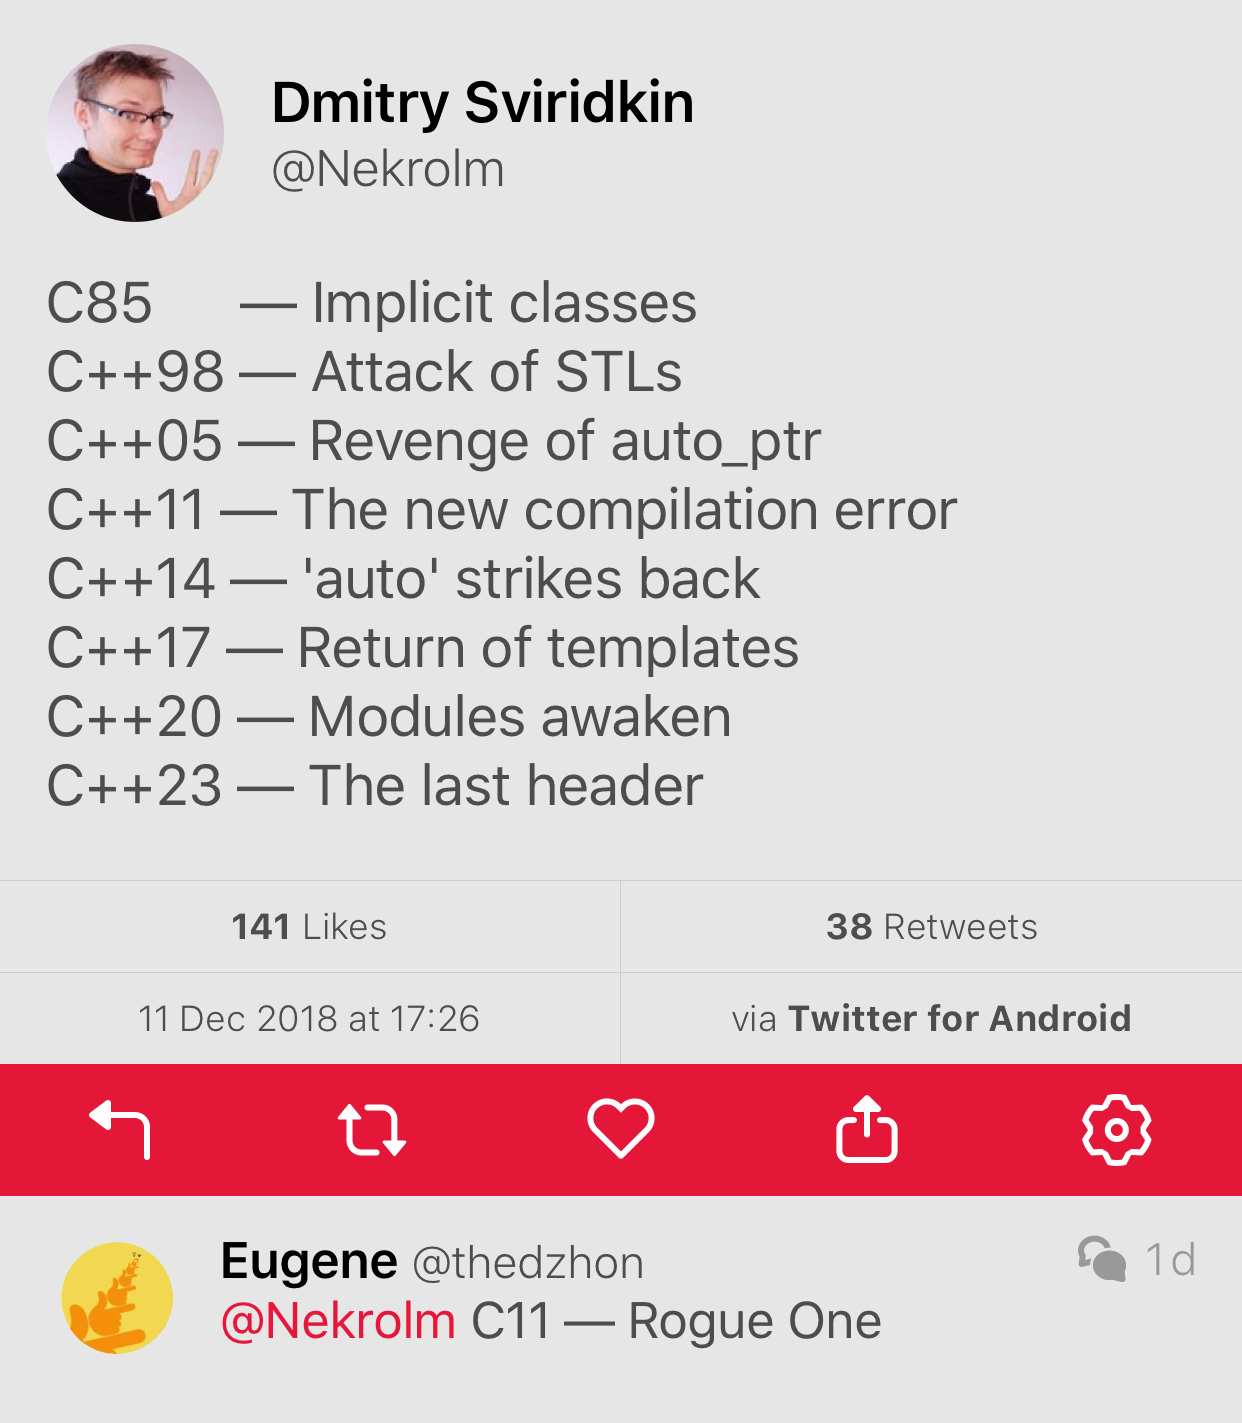 Dmitry Sviridkin
@Nekrolm
C85 — Implicit classes
C++98 — Attack of STLs
C++05 — Revenge of auto_ptr
C++11 — The new compilation error
C++14 — 'auto' strikes back
C++17 — Return of templates
C++20 — Modules awaken
C++23 — The last header
141 Likes
38 Retweets
11 Dec 2018 at 17:26
via Twitter for Android
Eugene @thedzhon
1d
@Nekrolm C11 — Rogue One